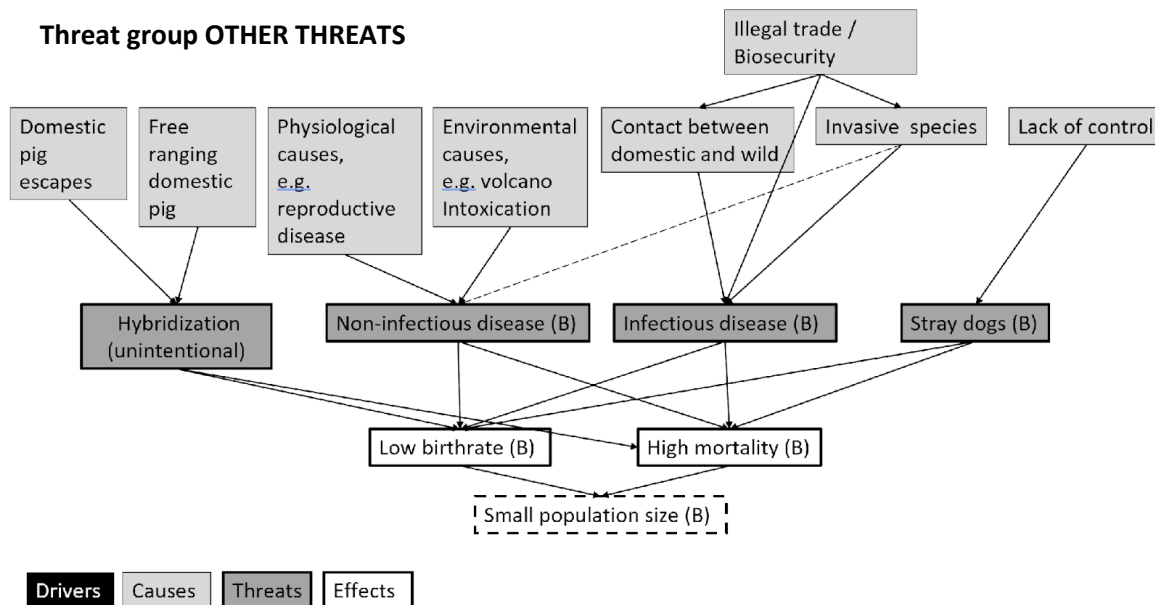 Threat group OTHER THREATS
Illegal trade /
Biosecurity
Domestic
pig
escapes
Free
ranging
domestic
pig
Physiological
causes,
e.g.
reproductive
disease
Environmental
causes,
e.g. volcano
Intoxication
Contact between
domestic and wild
Invasive species
Lack of control
Hybridization
(unintentional)
Non-infectious disease (B)
Infectious disease (B)
Stray dogs (B)
Low birthrate (B)
High mortality (B)
Small population size (B)
Drivers
Causes
Threats
Effects